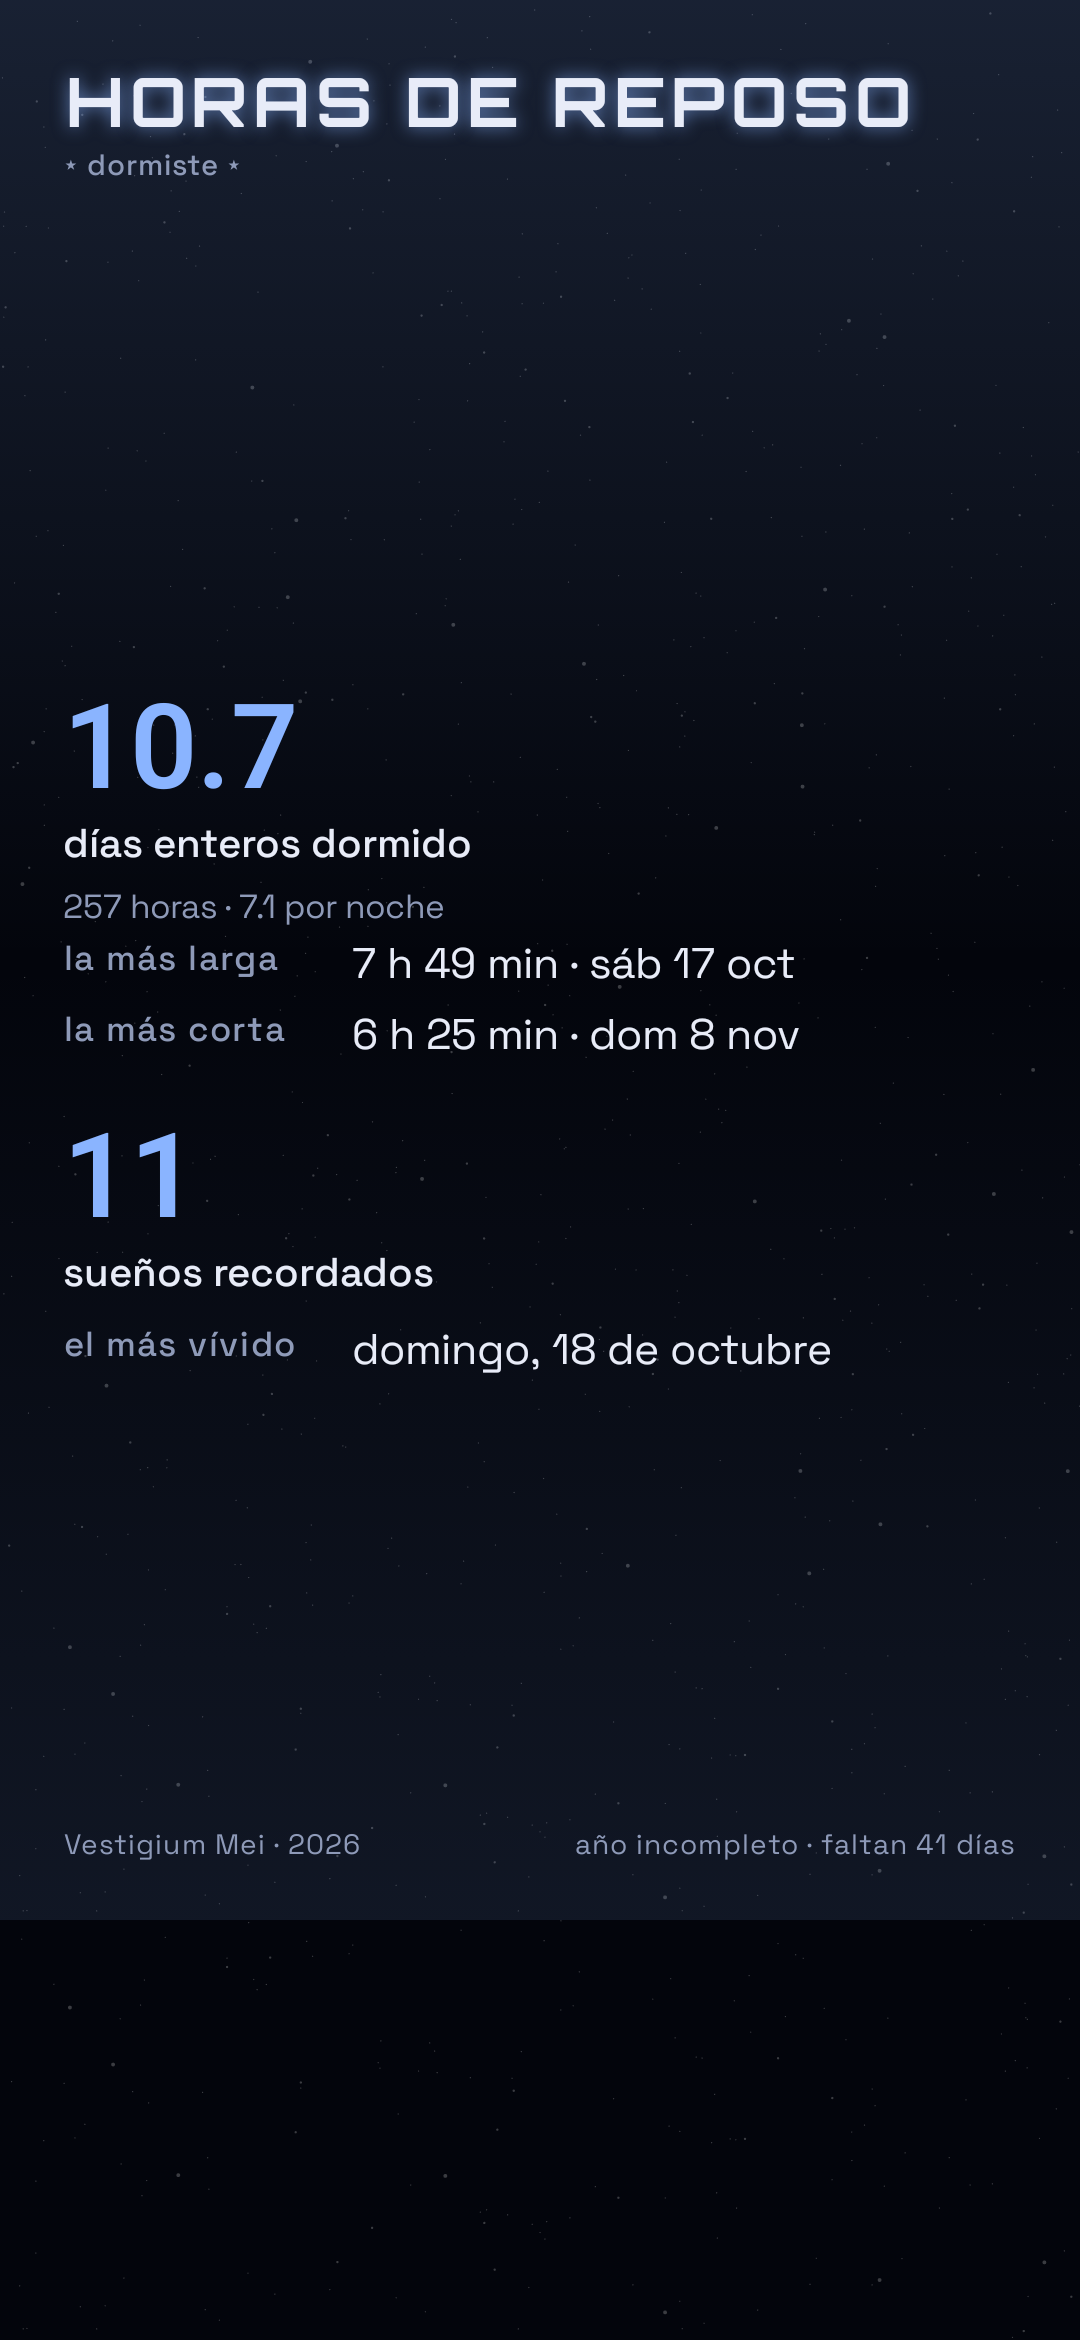 HORAS DE REPOSO
⋆ dormiste ⋆
10.7
días enteros dormido
257 horas · 7.1 por noche
la más larga 7 h 49 min · sáb 17 oct
la más corta 6 h 25 min · dom 8 nov
11
sueños recordados
el más vívido domingo, 18 de octubre
Vestigium Mei · 2026 año incompleto · faltan 41 días